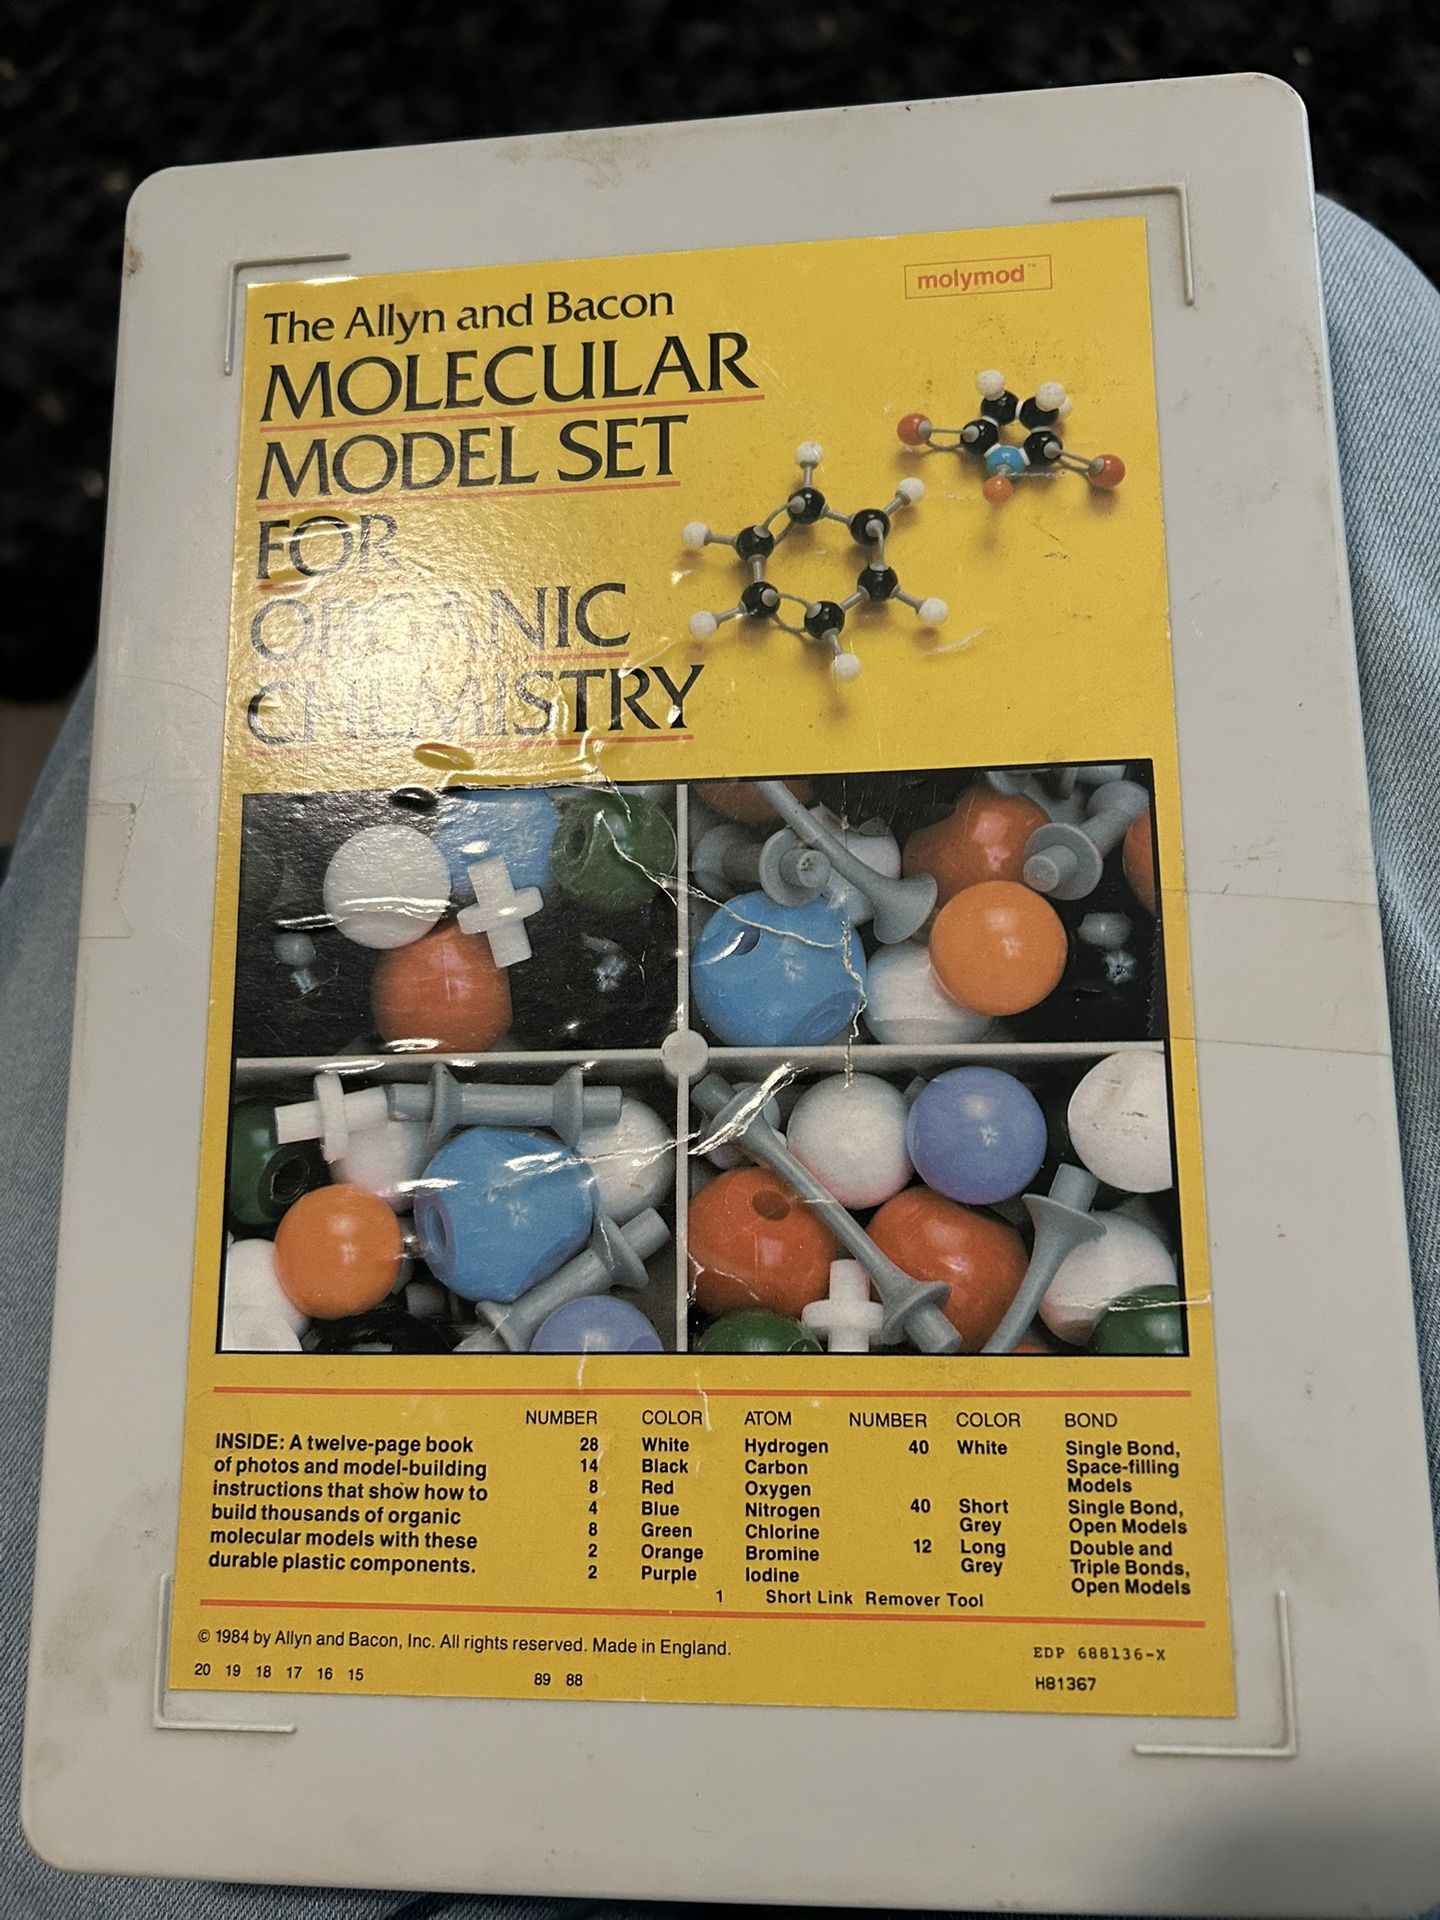 molymod™
The Allyn and Bacon
MOLECULAR
MODEL SET
FOR
ORGANIC
CHEMISTRY
INSIDE: A twelve-page book
of photos and model-building
instructions that show how to
build thousands of organic
molecular models with these
durable plastic components.
NUMBER COLOR ATOM
28 White Hydrogen
14 Black Carbon
8 Red Oxygen
4 Blue Nitrogen
8 Green Chlorine
2 Orange Bromine
2 Purple Iodine
NUMBER COLOR BOND
40 White Single Bond,
Space-filling
Models
40 Short Single Bond,
Grey Open Models
12 Long Double and
Grey Triple Bonds,
Open Models
1 Short Link Remover Tool
© 1984 by Allyn and Bacon, Inc. All rights reserved. Made in England.
20 19 18 17 16 15 89 88
EDP 688136-X
H81367